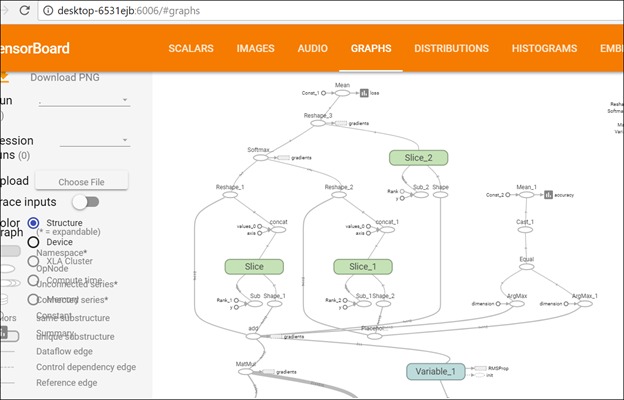 desktop-6531ejb:6006/#graphs
ensorBoard
SCALARS
IMAGES
AUDIO
GRAPHS
DISTRIBUTIONS
HISTOGRAMS
EMBE
Download PNG
un
)
.
ession
uns (0)
pload
Choose File
race inputs
olor
Structure
Device
XLA Cluster
Compute time
Memory
raph
(* = expandable)
Namespace*
OpNode
Unconnected series*
Connected series*
Constant
Summary
olors
same substructure
unique substructure
Dataflow edge
Control dependency edge
Reference edge
Const_1
Mean
loss
Reshape_3
gradients
Softmax
gradients
Slice_2
Reshape_1
Reshape_2
Rank
y
Sub_2
Shape
values_0
axis
concat
values_0
axis
concat_1
Slice
Slice_1
Rank_1
y
Sub
Shape_1
Rank_2
y
Sub_1
Shape_2
add
gradients
Placehol
MatMul
gradients
Variable_1
RMSProp
init
Const_2
Mean_1
accuracy
Cast_1
Equal
dimension
ArgMax
dimension
ArgMax_1
Reshap
Softma
Mat
Va